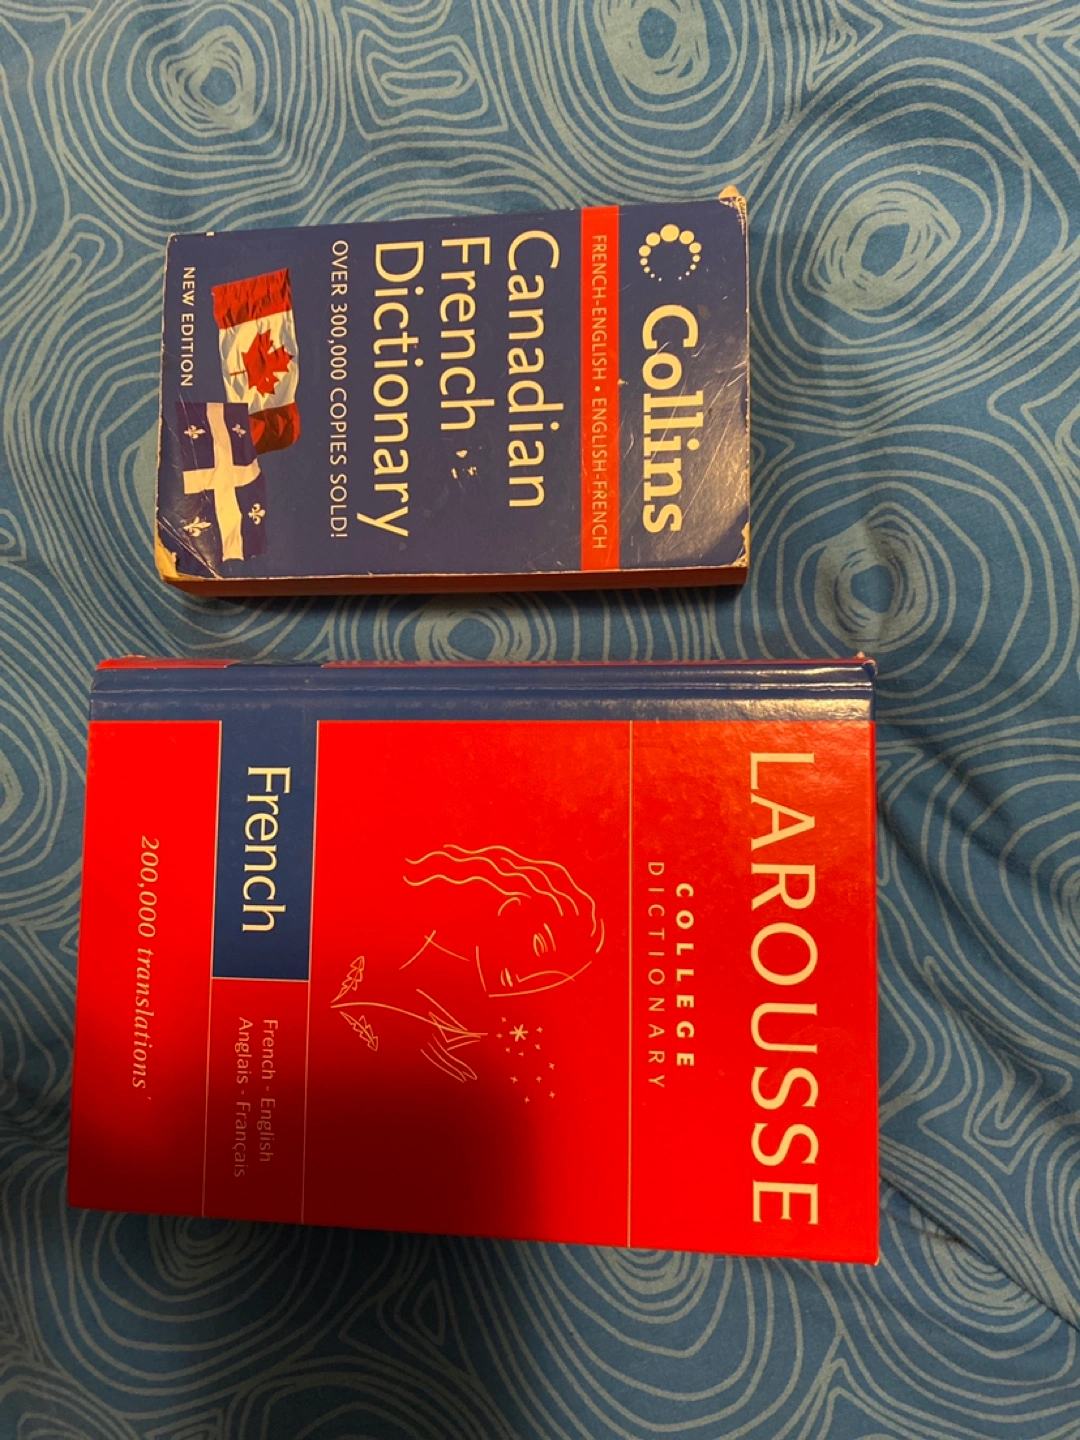 Collins
FRENCH-ENGLISH • ENGLISH-FRENCH
Canadian
French
Dictionary
OVER 300,000 COPIES SOLD!
NEW EDITION
LAROUSSE
COLLEGE
DICTIONARY
French
French - English
Anglais - Français
200,000 translations